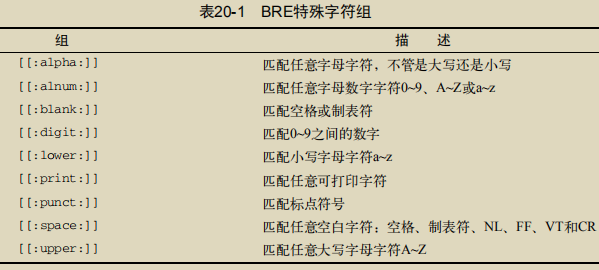 表20-1 BRE特殊字符组
组 描 述
[[:alpha:]] 匹配任意字母字符，不管是大写还是小写
[[:alnum:]] 匹配任意字母数字字符0~9、A~Z或a~z
[[:blank:]] 匹配空格或制表符
[[:digit:]] 匹配0~9之间的数字
[[:lower:]] 匹配小写字母字符a~z
[[:print:]] 匹配任意可打印字符
[[:punct:]] 匹配标点符号
[[:space:]] 匹配任意空白字符：空格、制表符、NL、FF、VT和CR
[[:upper:]] 匹配任意大写字母字符A~Z